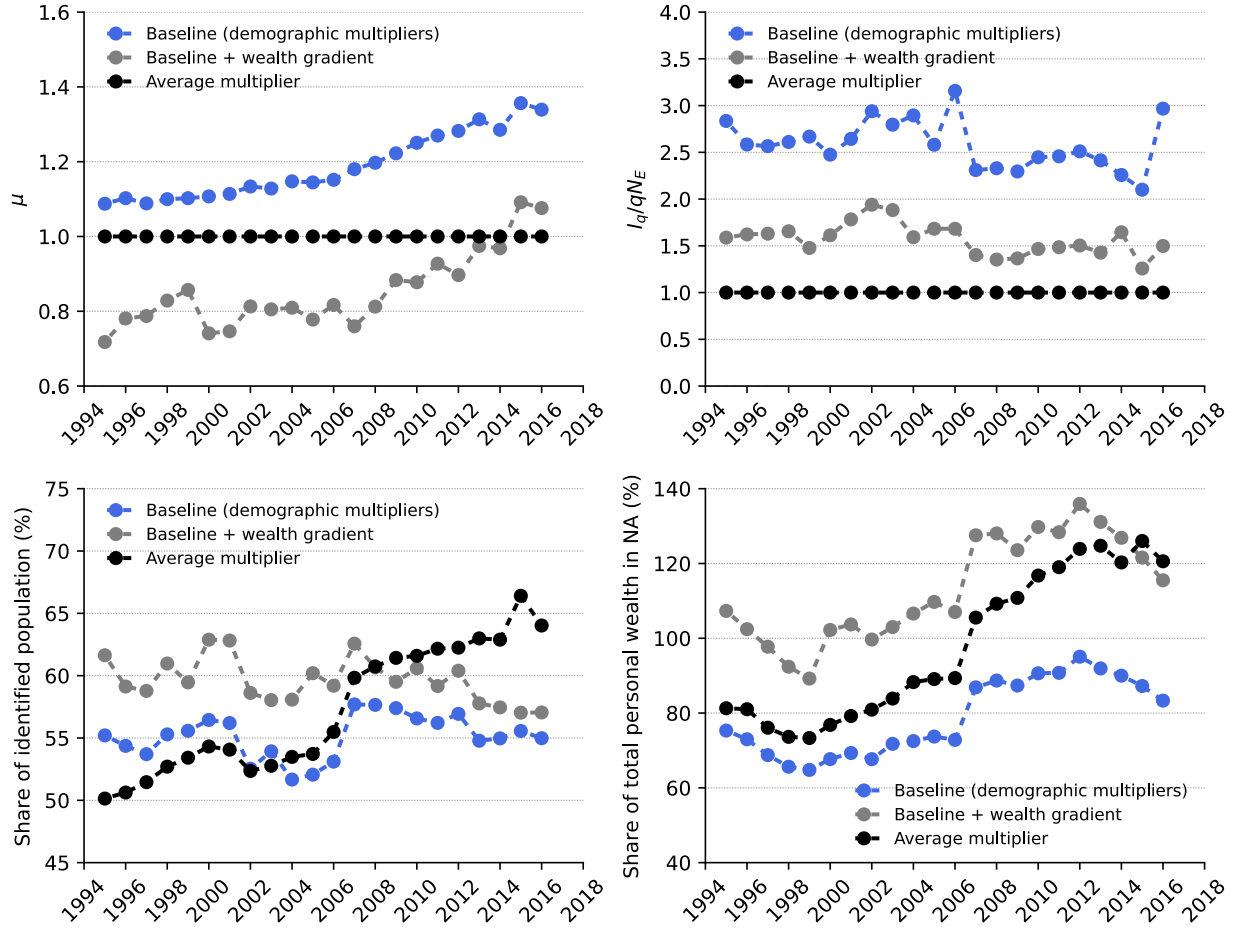 1.6
1.4
1.2
1.0
0.8
0.6
μ
Baseline (demographic multipliers)
Baseline + wealth gradient
Average multiplier
1994 1996 1998 2000 2002 2004 2006 2008 2010 2012 2014 2016 2018
4.0
3.5
3.0
2.5
2.0
1.5
1.0
0.5
0.0
I_q/qN_E
Baseline (demographic multipliers)
Baseline + wealth gradient
Average multiplier
1994 1996 1998 2000 2002 2004 2006 2008 2010 2012 2014 2016 2018
75
70
65
60
55
50
45
Share of identified population (%)
Baseline (demographic multipliers)
Baseline + wealth gradient
Average multiplier
1994 1996 1998 2000 2002 2004 2006 2008 2010 2012 2014 2016 2018
140
120
100
80
60
40
Share of total personal wealth in NA (%)
Baseline (demographic multipliers)
Baseline + wealth gradient
Average multiplier
1994 1996 1998 2000 2002 2004 2006 2008 2010 2012 2014 2016 2018